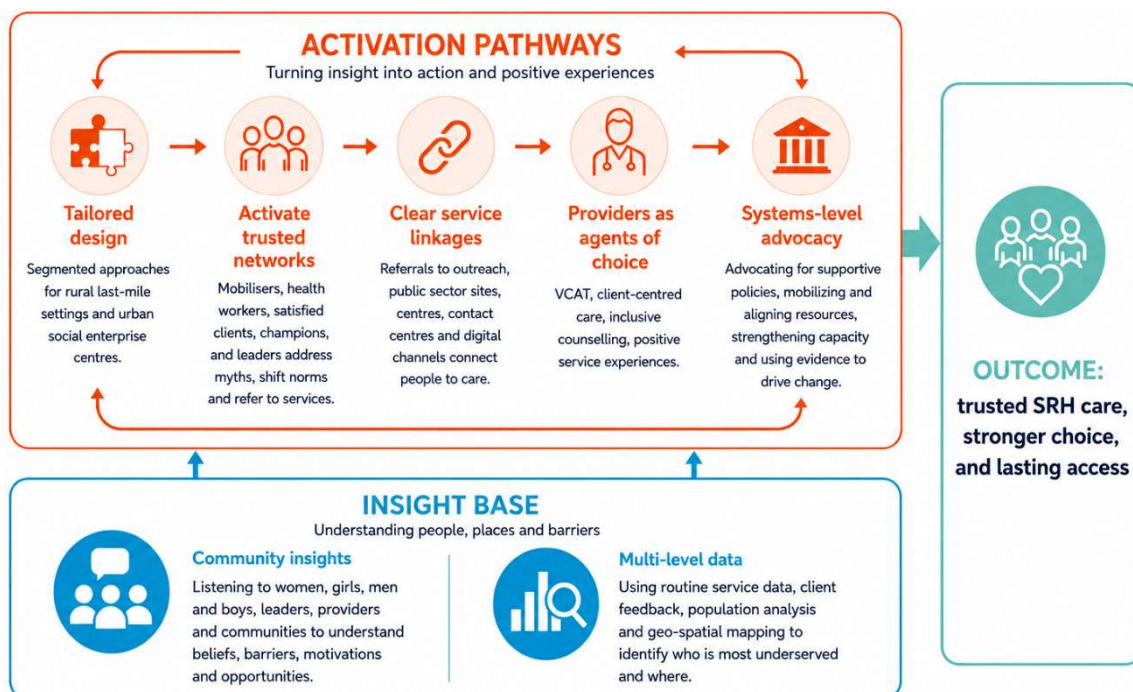 ACTIVATION PATHWAYS
Turning insight into action and positive experiences
Tailored
design
Segmented approaches
for rural last-mile
settings and urban
social enterprise
centres.
Activate
trusted
networks
Mobilisers, health
workers, satisfied
clients, champions,
and leaders address
myths, shift norms
and refer to services.
Clear service
linkages
Referrals to outreach,
public sector sites,
centres, contact
centres and digital
channels connect
people to care.
Providers as
agents of
choice
VCAT, client-centred
care, inclusive
counselling, positive
service experiences.
Systems-level
advocacy
Advocating for supportive
policies, mobilizing and
aligning resources,
strengthening capacity
and using evidence to
drive change.
OUTCOME:
trusted SRH care,
stronger choice,
and lasting access
INSIGHT BASE
Understanding people, places and barriers
Community insights
Listening to women, girls, men
and boys, leaders, providers
and communities to understand
beliefs, barriers, motivations
and opportunities.
Multi-level data
Using routine service data, client
feedback, population analysis
and geo-spatial mapping to
identify who is most underserved
and where.